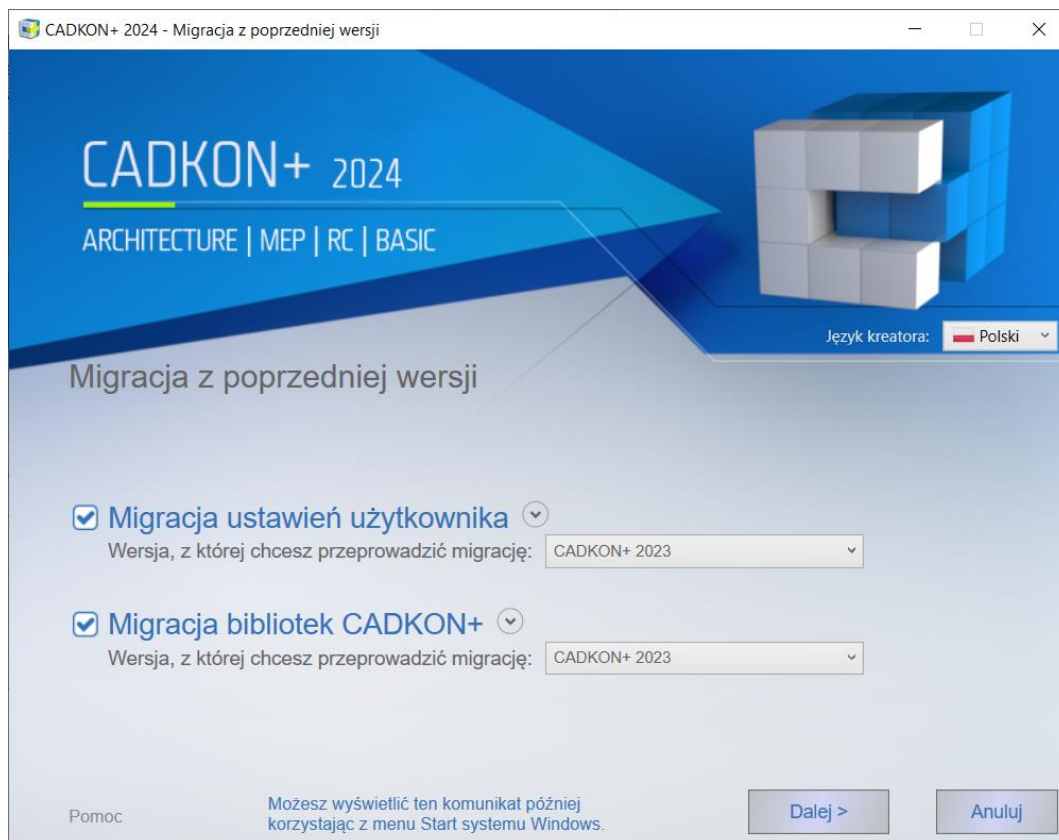 CADKON+ 2024 - Migracja z poprzedniej wersji
CADKON+ 2024
ARCHITECTURE | MEP | RC | BASIC
Język kreatora: Polski
Migracja z poprzedniej wersji
Migracja ustawień użytkownika
Wersja, z której chcesz przeprowadzić migrację: CADKON+ 2023
Migracja bibliotek CADKON+
Wersja, z której chcesz przeprowadzić migrację: CADKON+ 2023
Pomoc
Możesz wyświetlić ten komunikat później
korzystając z menu Start systemu Windows.
Dalej >
Anuluj